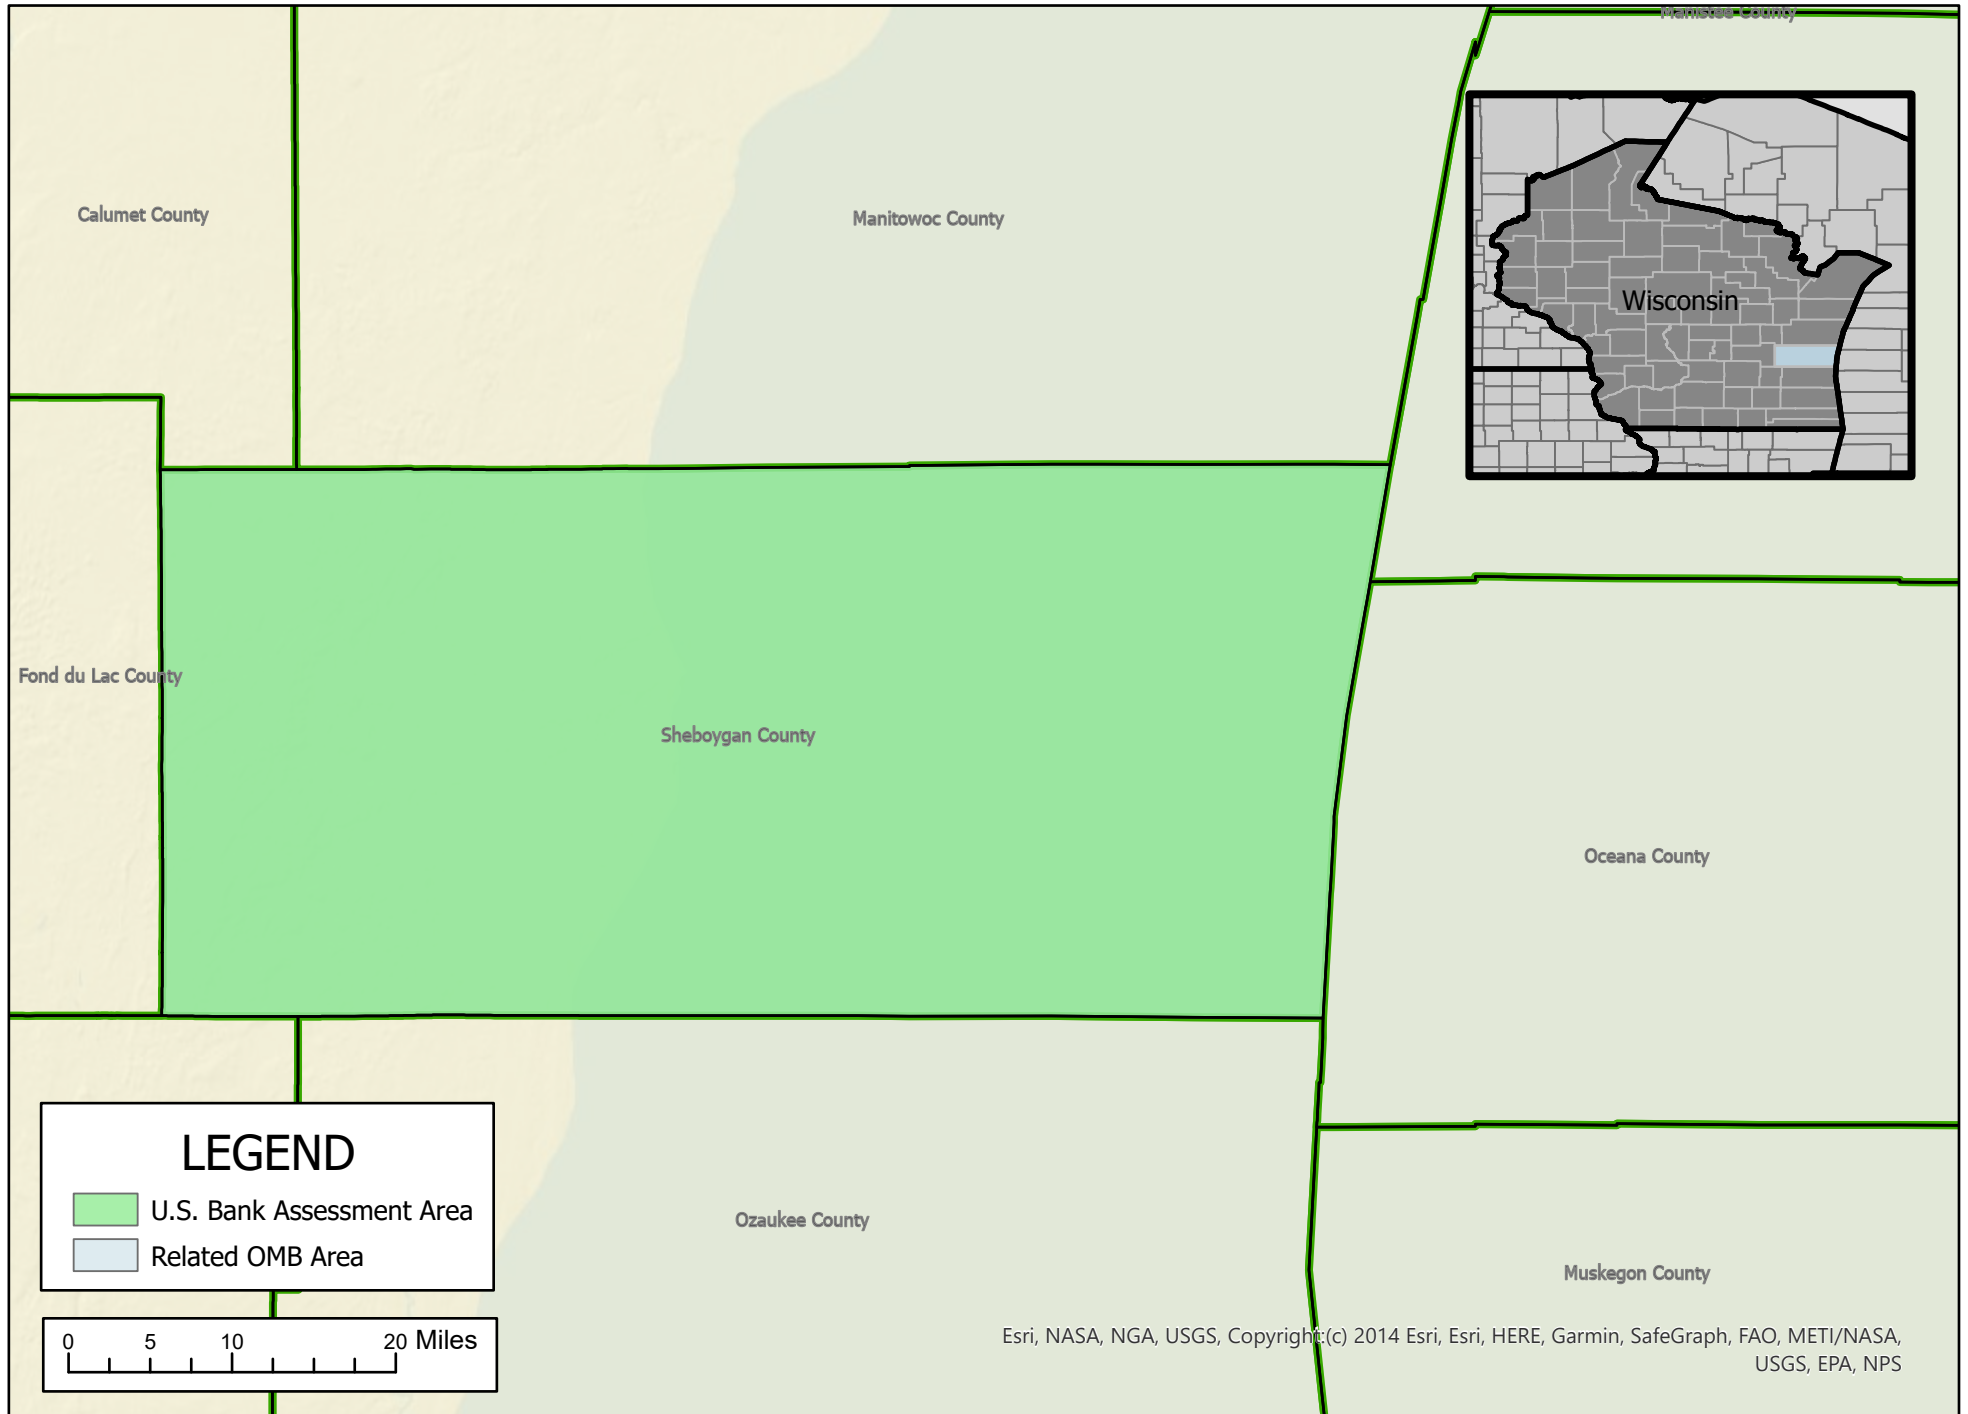 Manistee County
Calumet County
Manitowoc County
Wisconsin
Fond du Lac County
Sheboygan County
Oceana County
LEGEND
U.S. Bank Assessment Area
Related OMB Area
Ozaukee County
Muskegon County
0 5 10 20 Miles
Esri, NASA, NGA, USGS, Copyright:(c) 2014 Esri, Esri, HERE, Garmin, SafeGraph, FAO, METI/NASA,
USGS, EPA, NPS